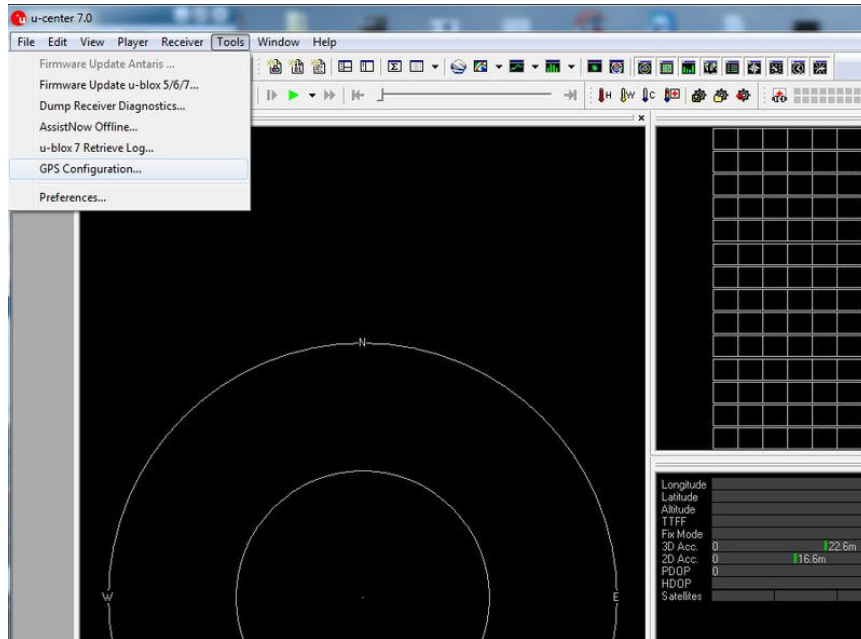 u-center 7.0
File Edit View Player Receiver Tools Window Help
Firmware Update Antaris ...
Firmware Update u-blox 5/6/7...
Dump Receiver Diagnostics...
AssistNow Offline...
u-blox 7 Retrieve Log...
GPS Configuration...
Preferences...
H W C
N
W E
Longitude
Latitude
Altitude
TTFF
Fix Mode
3D Acc. 0 22.6m
2D Acc. 0 16.6m
PDOP 0
HDOP
Satellites